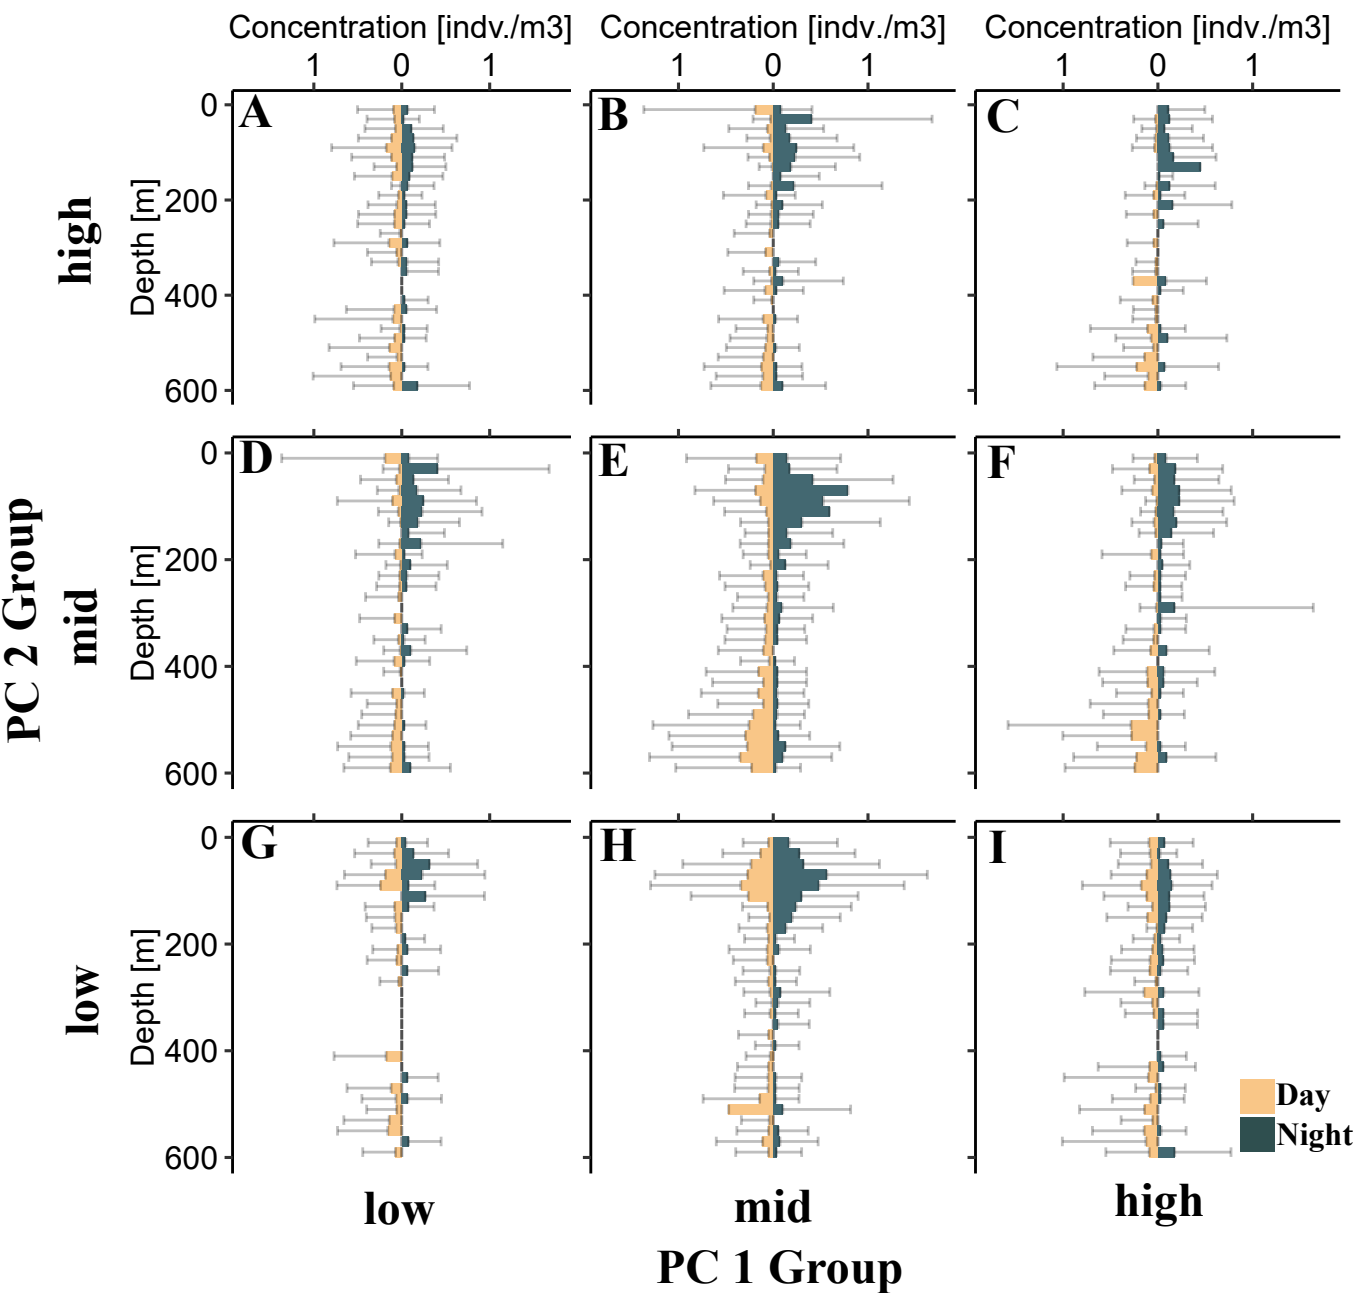 Concentration [indv./m3] Concentration [indv./m3] Concentration [indv./m3]
1 0 1 1 0 1 1 0 1
A B C
0
200
400
600
Depth [m]
high
D E F
0
200
400
600
Depth [m]
mid
PC 2 Group
G H I
0
200
400
600
Depth [m]
low
Day
Night
low mid high
PC 1 Group